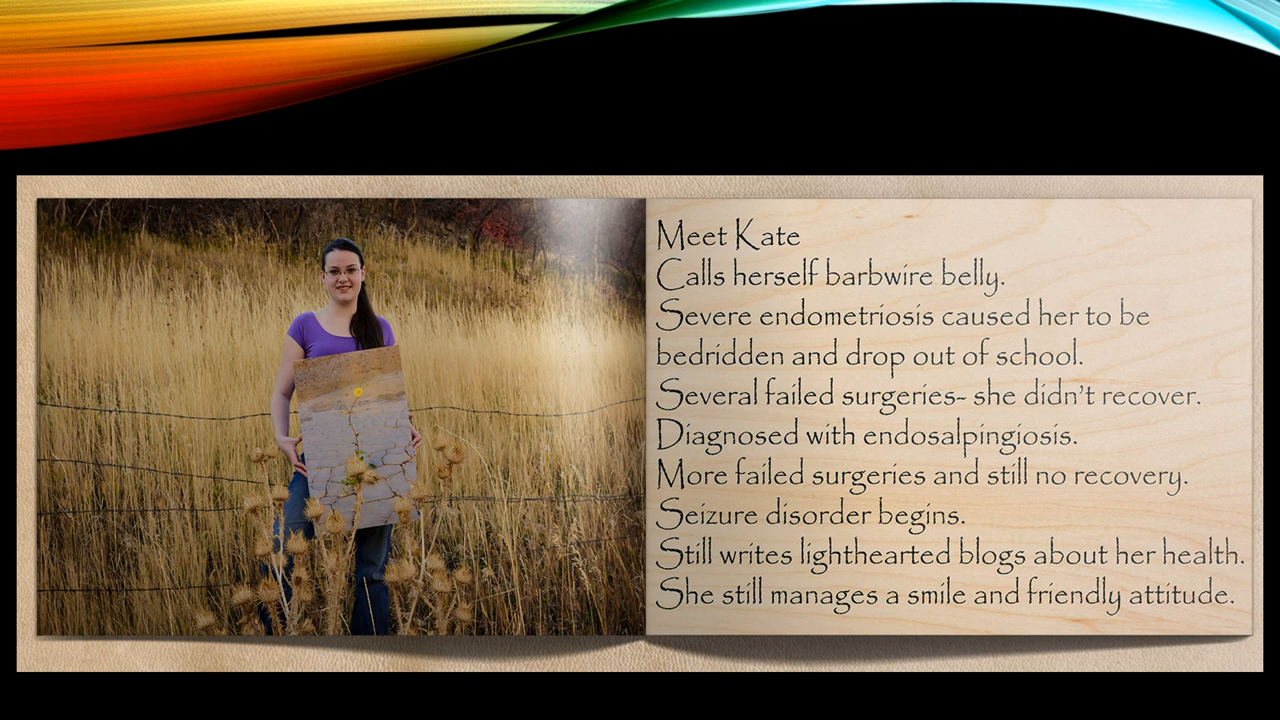 Meet Kate
Calls herself barbwire belly.
Severe endometriosis caused her to be
bedridden and drop out of school.
Several failed surgeries- she didn't recover.
Diagnosed with endosalpingiosis.
More failed surgeries and still no recovery.
Seizure disorder begins.
Still writes lighthearted blogs about her health.
She still manages a smile and friendly attitude.